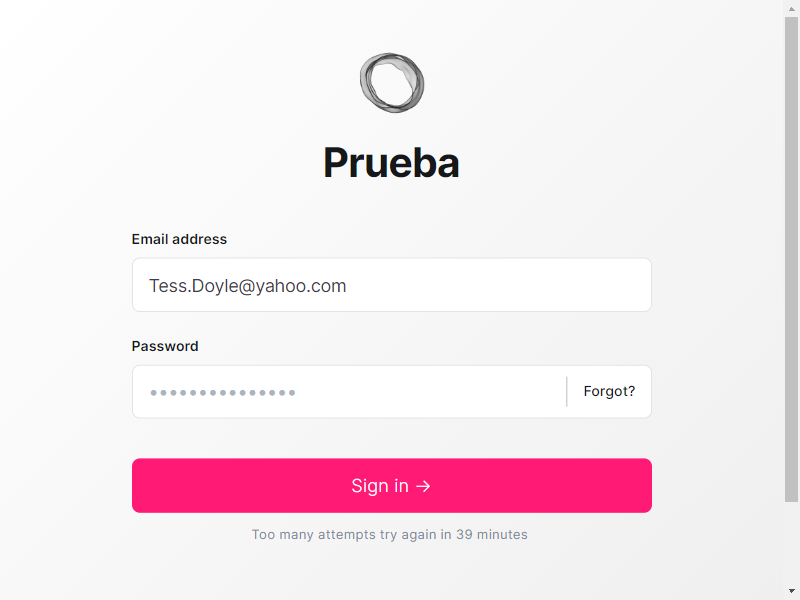 Prueba
Email address
Tess.Doyle@yahoo.com
Password
●●●●●●●●●●●●●●●
Forgot?
Sign in →
Too many attempts try again in 39 minutes